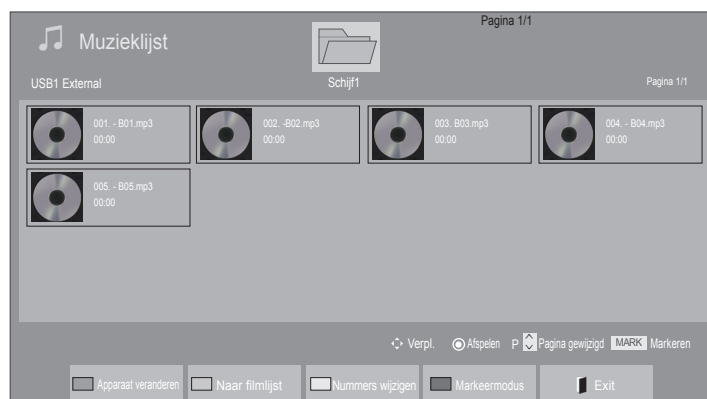 Pagina 1/1
Muzieklijst
USB1 External
Schijf1
Pagina 1/1
001. - B01.mp3
00:00
002. -B02.mp3
00:00
003. B03.mp3
00:00
004. - B04.mp3
00:00
005. - B05.mp3
00:00
Verpl. Afspelen P Pagina gewijzigd MARK Markeren
Apparaat veranderen Naar filmlijst Nummers wijzigen Markeermodus Exit